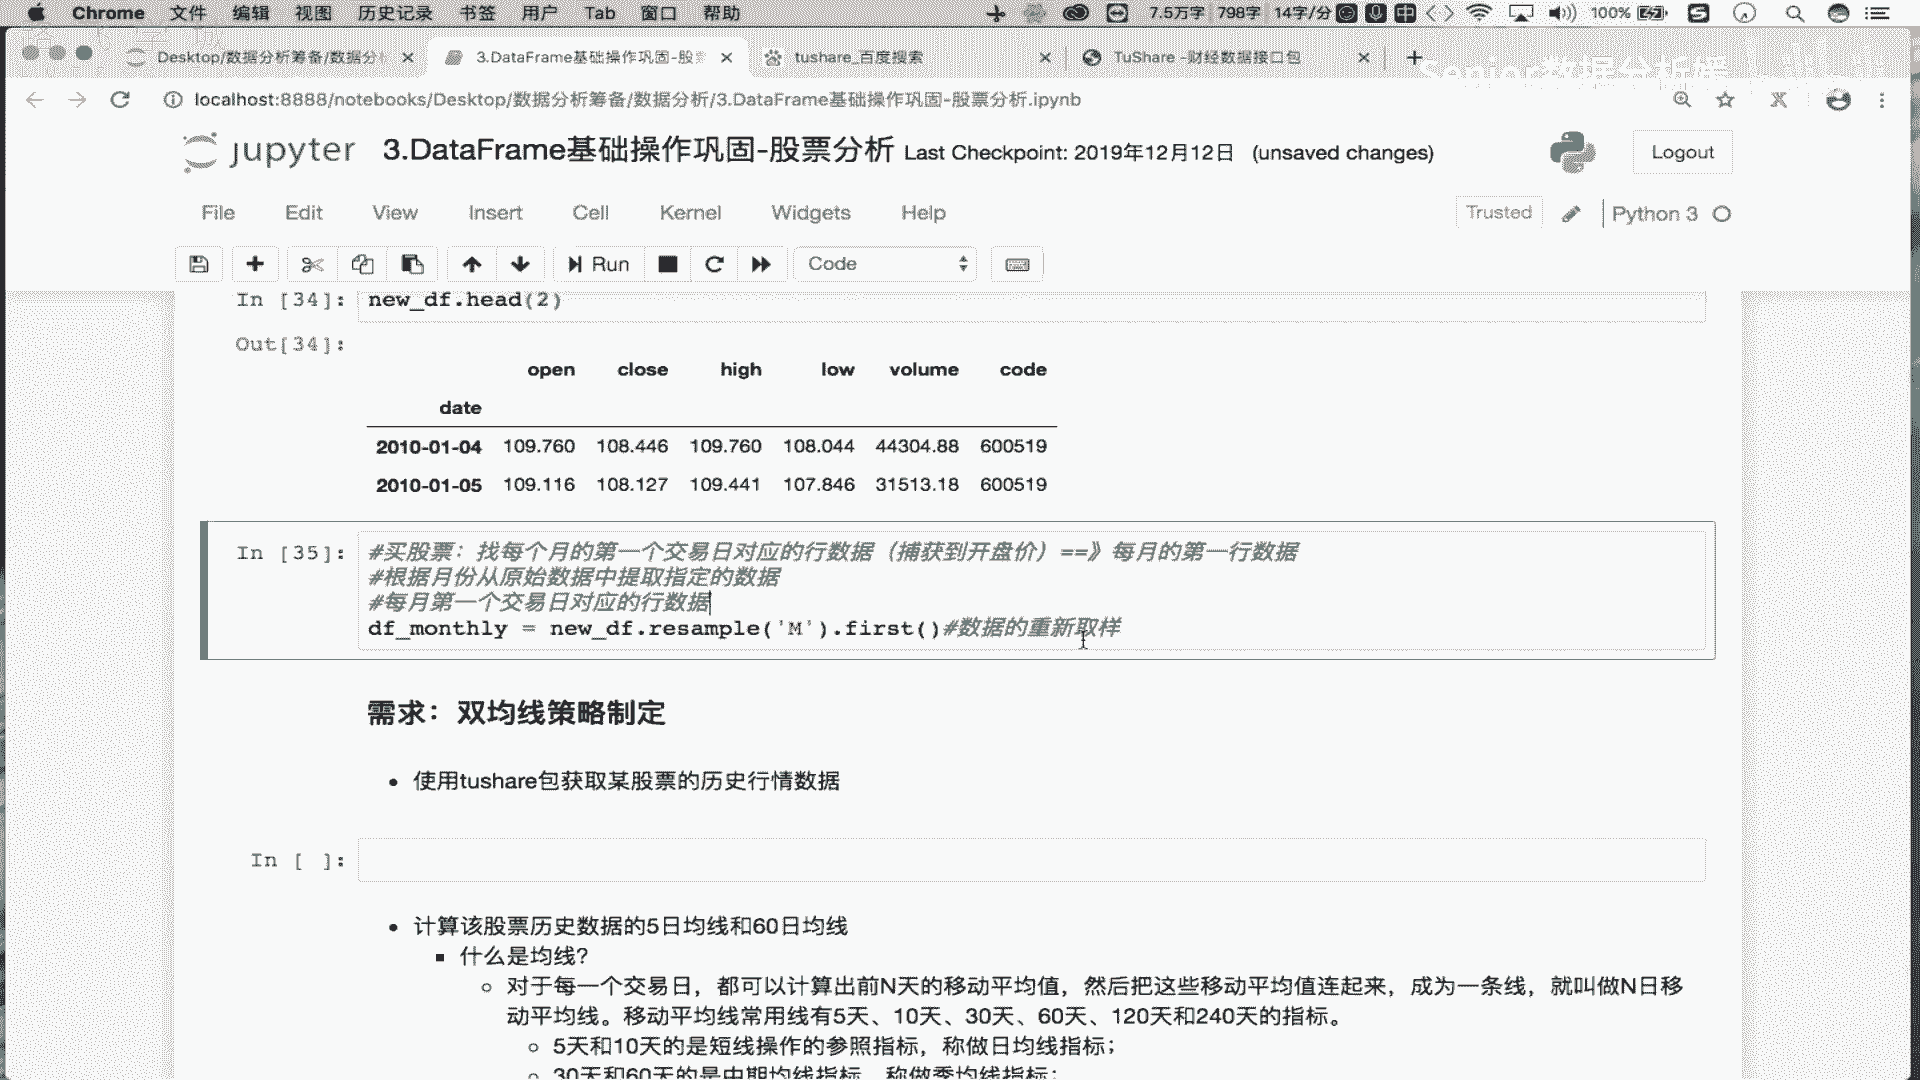 Chrome 文件 编辑 视图 历史记录 书签 用户 Tab 窗口 帮助 7.5万字 798字 14字/分 中 100%
Desktop/数据分析筹备/数据分 3.DataFrame基础操作巩固-股 tushare_百度搜索 TuShare -财经数据接口包
localhost:8888/notebooks/Desktop/数据分析筹备/数据分析/3.DataFrame基础操作巩固-股票分析.ipynb
jupyter 3.DataFrame基础操作巩固-股票分析 Last Checkpoint: 2019年12月12日 (unsaved changes) Logout
File Edit View Insert Cell Kernel Widgets Help Trusted Python 3
Run Code
In [34]: new_df.head(2)
Out[34]:
open close high low volume code
date
2010-01-04 109.760 108.446 109.760 108.044 44304.88 600519
2010-01-05 109.116 108.127 109.441 107.846 31513.18 600519
In [35]: #买股票：找每个月的第一个交易日对应的行数据（捕获到开盘价）==》每月的第一行数据
#根据月份从原始数据中提取指定的数据
#每月第一个交易日对应的行数据
df_monthly = new_df.resample('M').first()#数据的重新取样
需求：双均线策略制定
使用tushare包获取某股票的历史行情数据
In [ ]:
计算该股票历史数据的5日均线和60日均线
什么是均线?
对于每一个交易日，都可以计算出前N天的移动平均值，然后把这些移动平均值连起来，成为一条线，就叫做N日移
动平均线。移动平均线常用线有5天、10天、30天、60天、120天和240天的指标。
5天和10天的是短线操作的参照指标，称做日均线指标；
30天和60天的是中期均线指标，称做季均线指标；